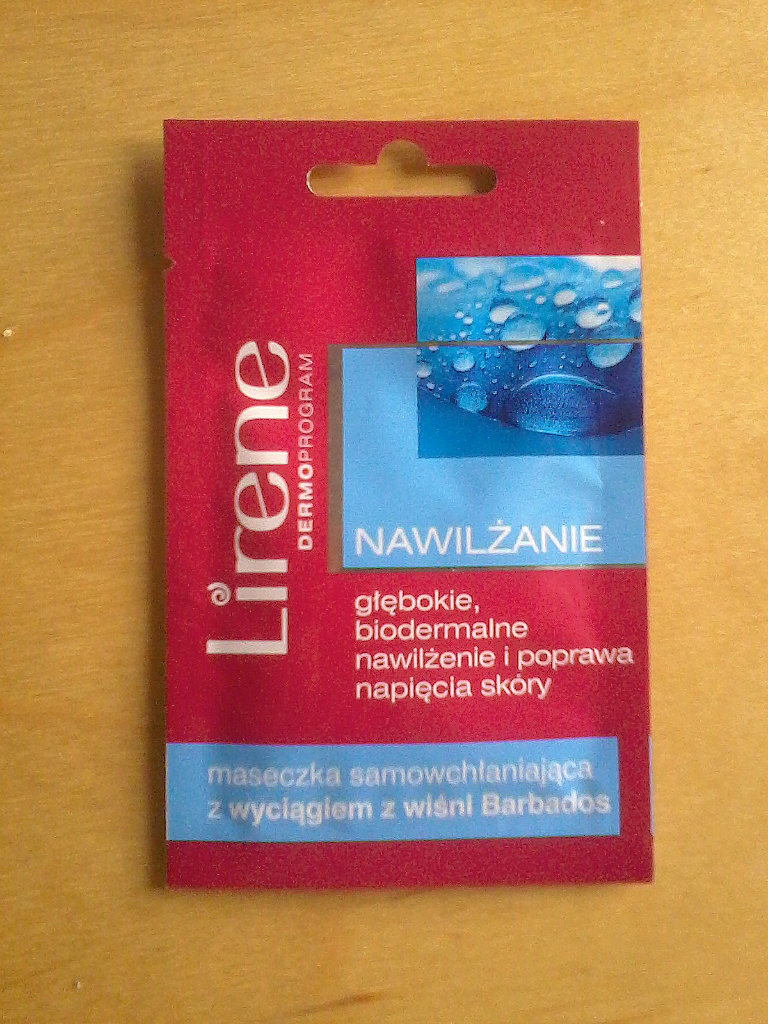 Lirene
DERMOPROGRAM
NAWILŻANIE
głębokie,
biodermalne
nawilżenie i poprawa
napięcia skóry
maseczka samowchłaniająca
z wyciągiem z wiśni Barbados